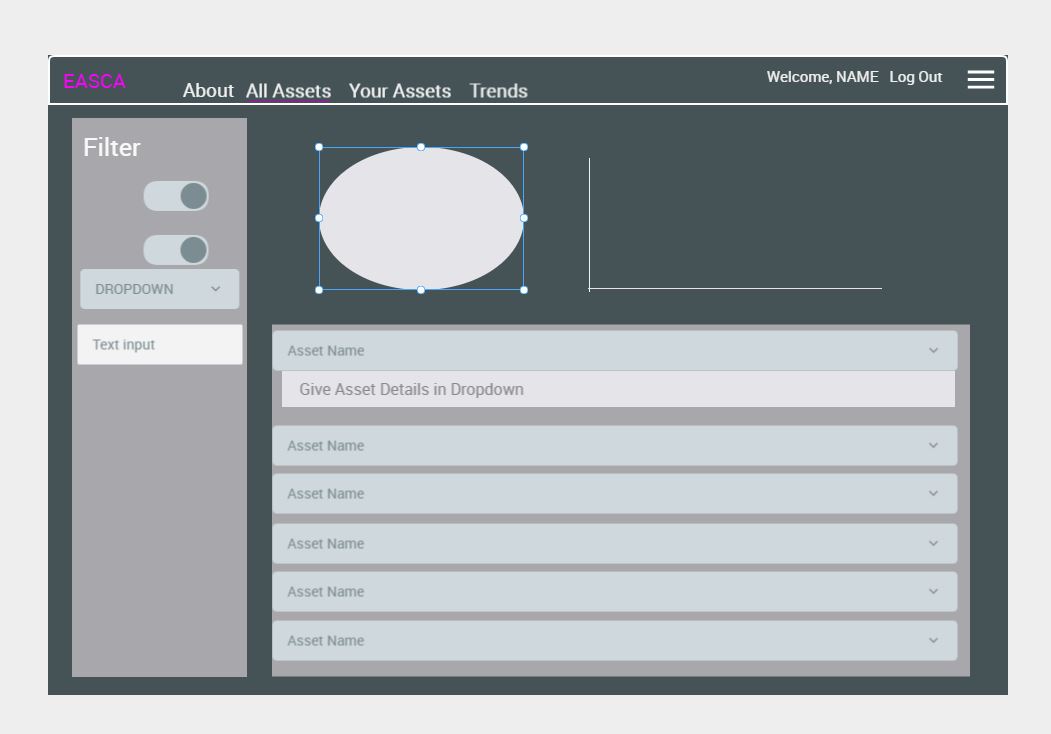 EASCA
About All Assets Your Assets Trends
Welcome, NAME Log Out
Filter
DROPDOWN
Text input
Asset Name
Give Asset Details in Dropdown
Asset Name
Asset Name
Asset Name
Asset Name
Asset Name